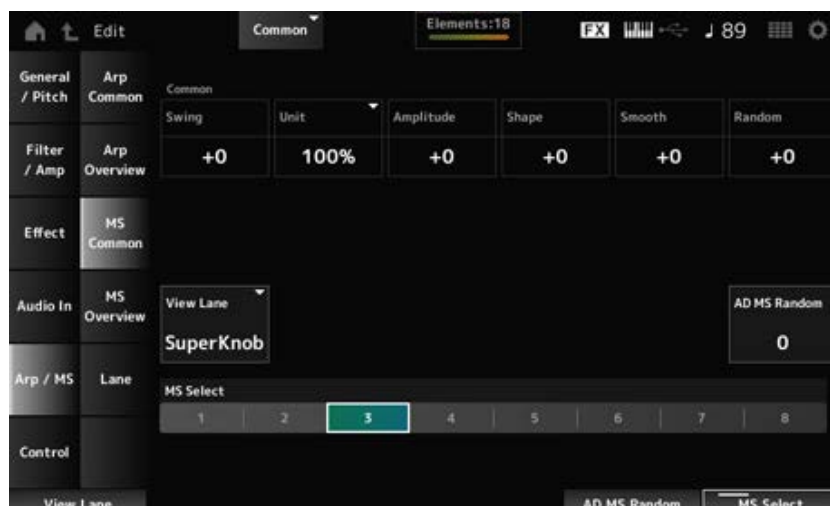 Edit
Common
Elements:18
FX
♩ 89
General / Pitch
Arp Common
Common
Swing
Unit
Amplitude
Shape
Smooth
Random
+0
100%
+0
+0
+0
+0
Filter / Amp
Arp Overview
Effect
MS Common
Audio In
MS Overview
View Lane
SuperKnob
AD MS Random
0
Arp / MS
Lane
MS Select
1 2 3 4 5 6 7 8
Control
View Lane
AD MS Random
MS Select